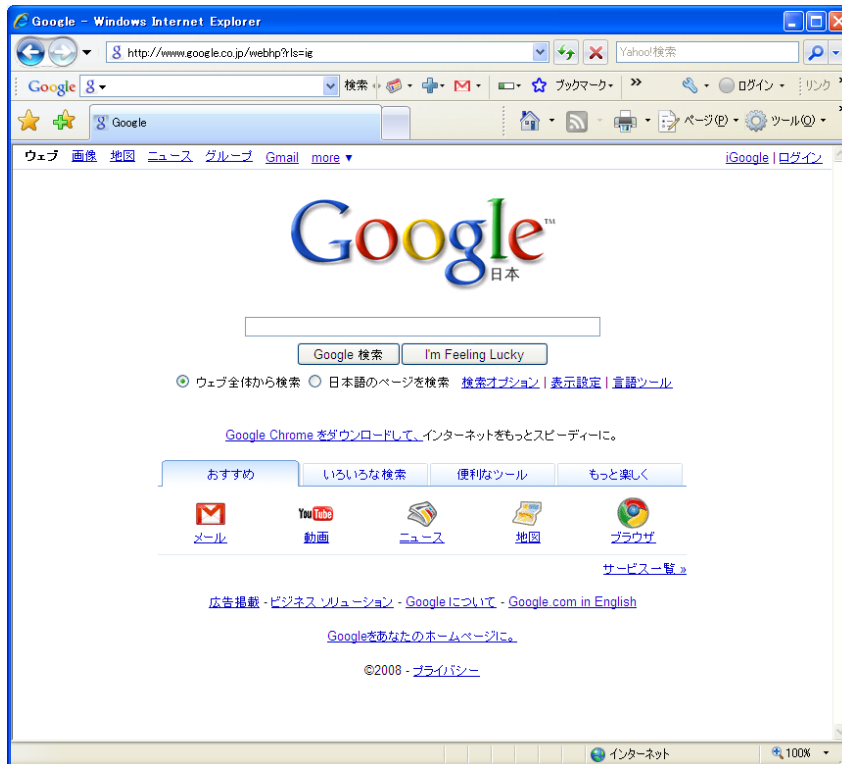 Google - Windows Internet Explorer
http://www.google.co.jp/webhp?rls=ig
Yahoo!検索
Google
検索
ブックマーク
ログイン
リンク
Google
ページ(P)
ツール(O)
ウェブ 画像 地図 ニュース グループ Gmail more ▼
iGoogle | ログイン
Google™
日本
Google 検索 I'm Feeling Lucky
ウェブ全体から検索 日本語のページを検索 検索オプション | 表示設定 | 言語ツール
Google Chrome をダウンロードして、インターネットをもっとスピーディーに。
おすすめ いろいろな検索 便利なツール もっと楽しく
You Tube
メール 動画 ニュース 地図 ブラウザ
サービス一覧 »
広告掲載 - ビジネス ソリューション - Google について - Google.com in English
Googleをあなたのホームページに。
©2008 - プライバシー
インターネット
100%